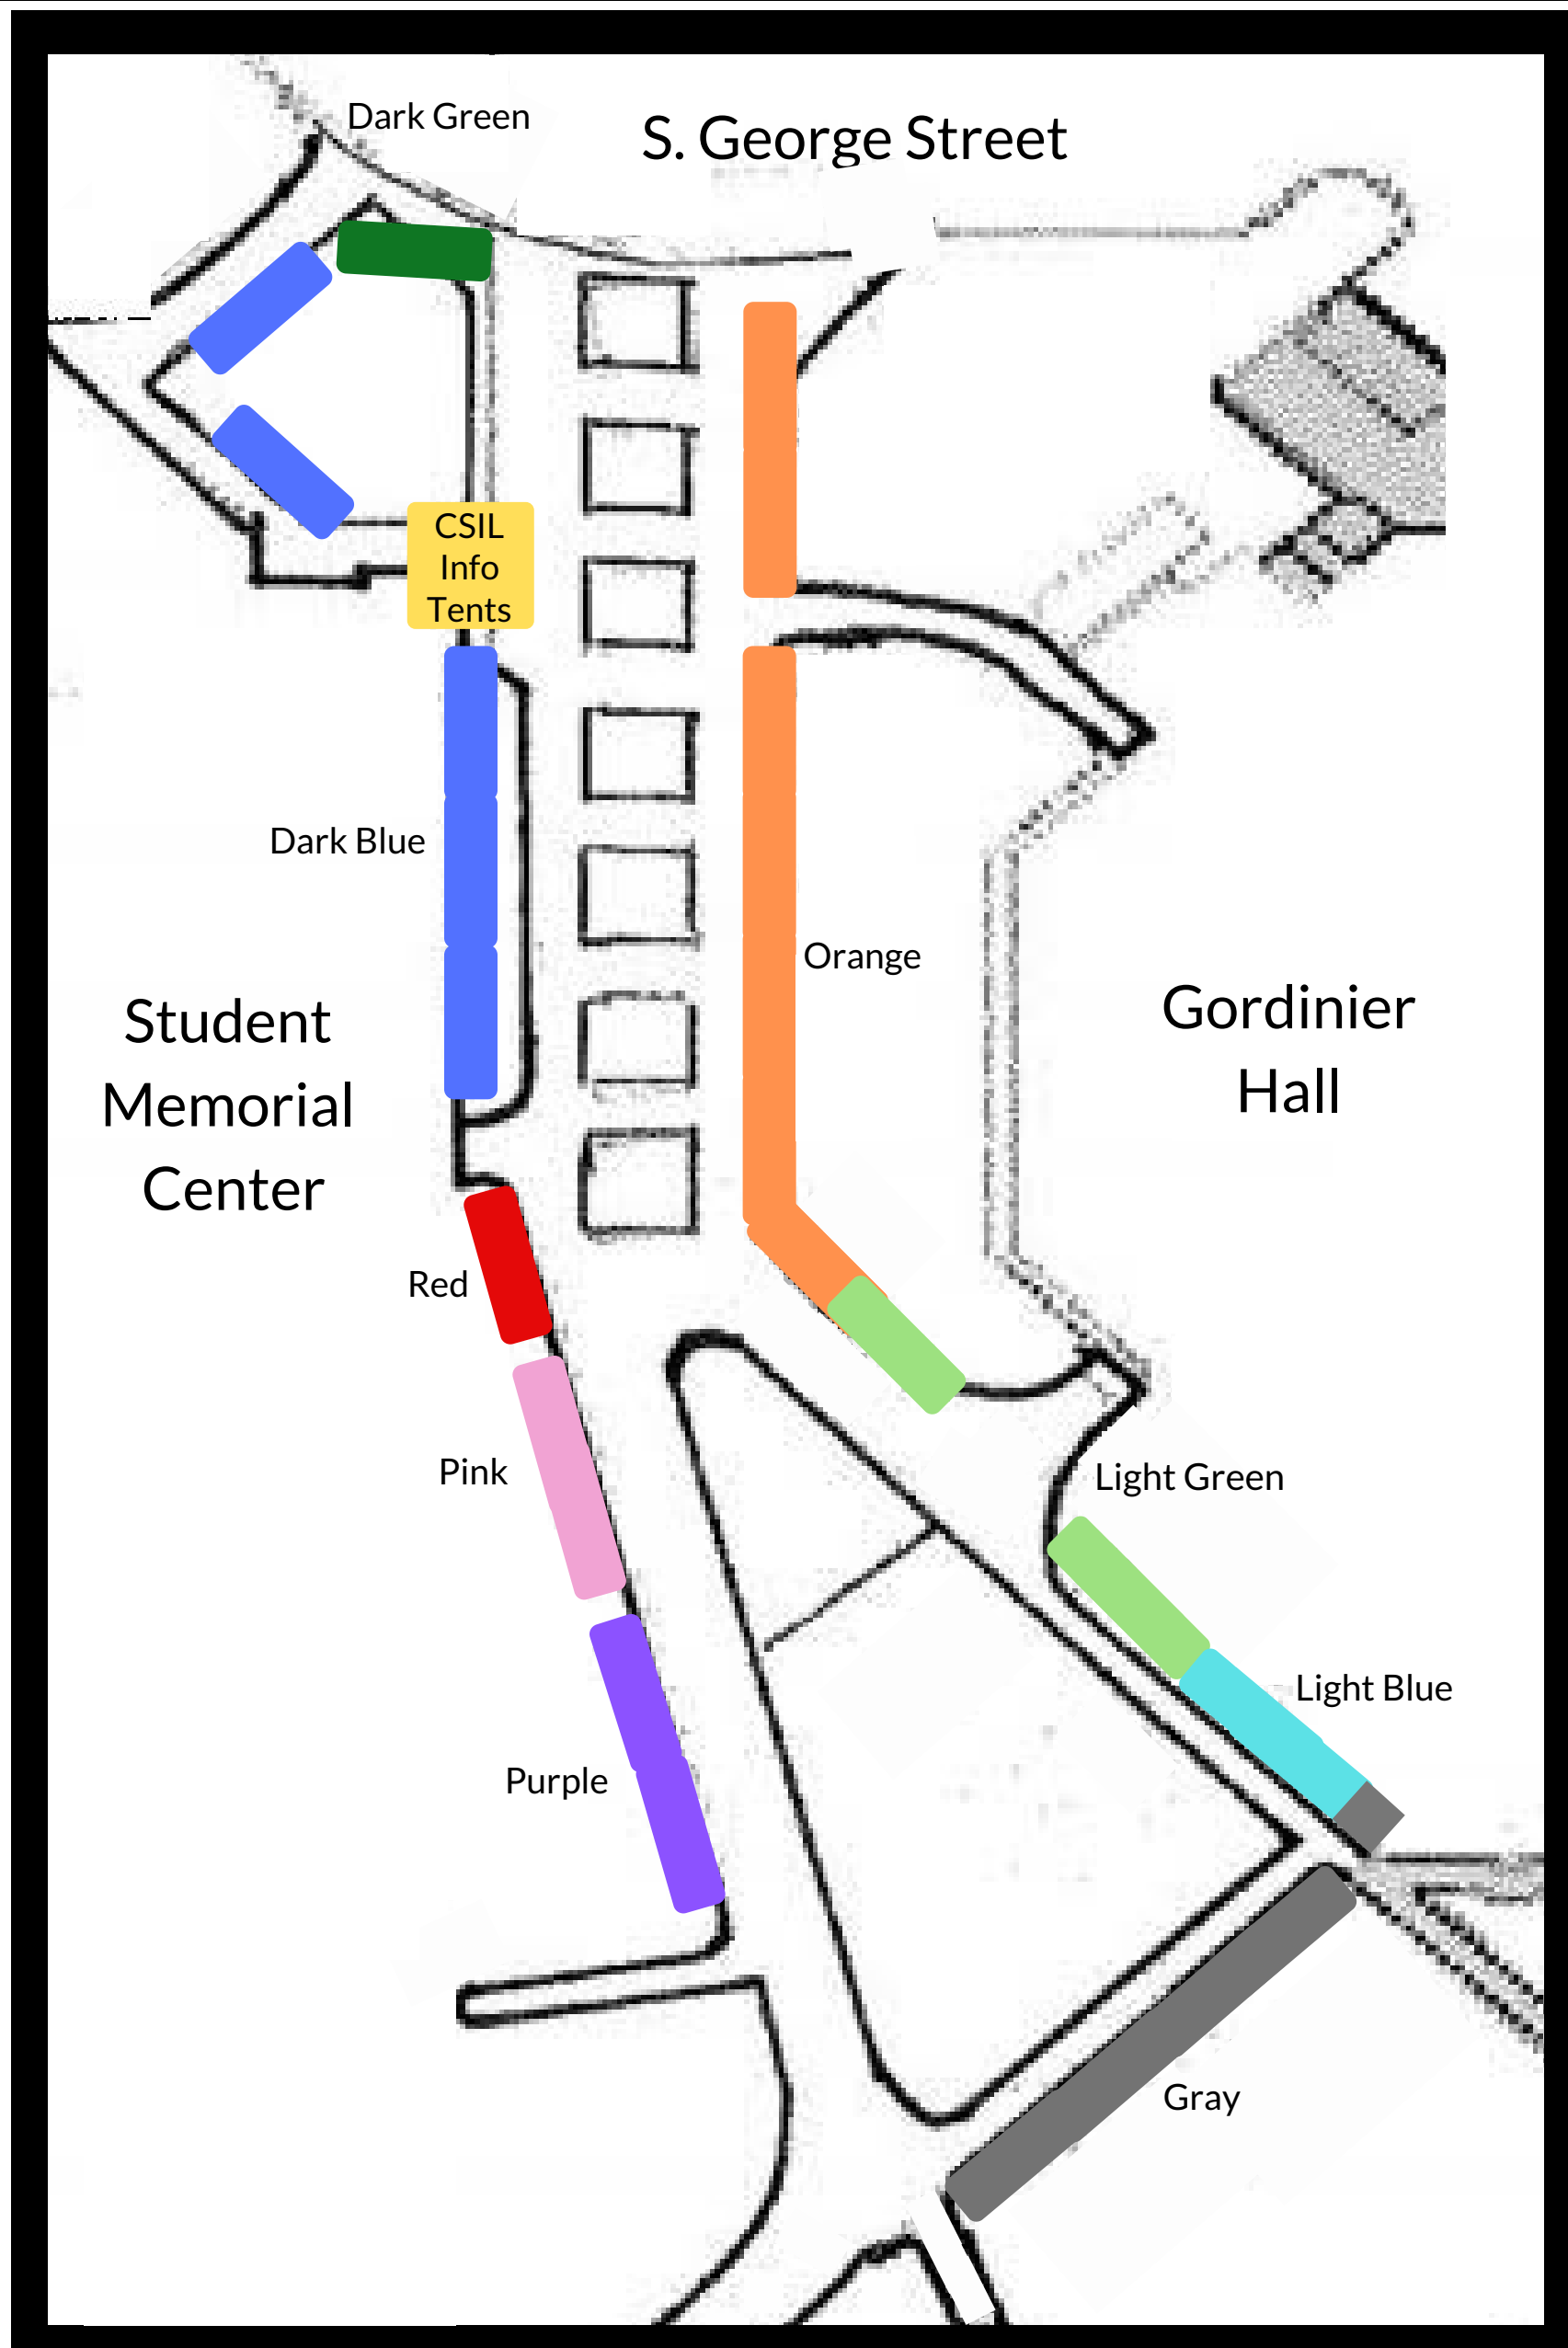 Dark Green
S. George Street
CSIL
Info
Tents
Dark Blue
Orange
Student
Memorial
Center
Gordinier
Hall
Red
Pink
Light Green
Light Blue
Purple
Gray